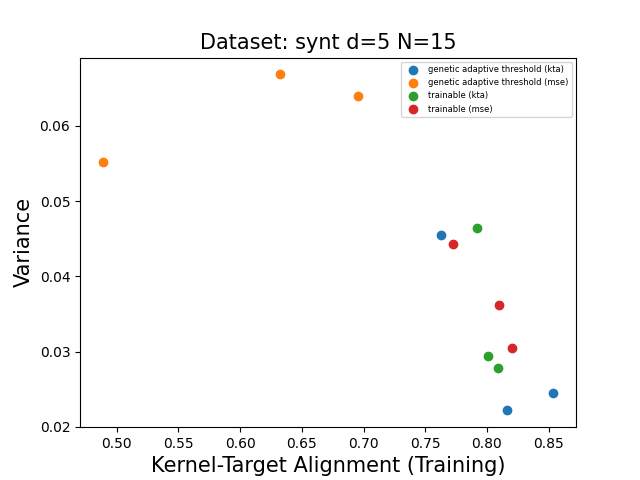 Dataset: synt d=5 N=15
genetic adaptive threshold (kta)
genetic adaptive threshold (mse)
trainable (kta)
trainable (mse)
Variance
0.06
0.05
0.04
0.03
0.02
0.50 0.55 0.60 0.65 0.70 0.75 0.80 0.85
Kernel-Target Alignment (Training)